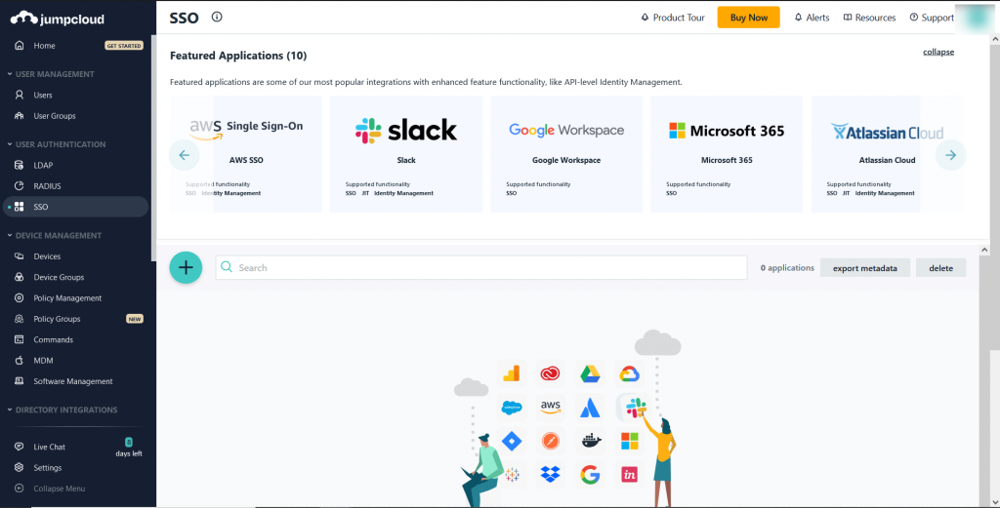 jumpcloud
SSO
Product Tour
Buy Now
Alerts
Resources
Support
Home
GET STARTED
USER MANAGEMENT
Users
User Groups
USER AUTHENTICATION
LDAP
RADIUS
SSO
DEVICE MANAGEMENT
Devices
Device Groups
Policy Management
Policy Groups
NEW
Commands
MDM
Software Management
DIRECTORY INTEGRATIONS
Live Chat
8
days left
Settings
Collapse Menu
Featured Applications (10)
collapse
Featured applications are some of our most popular integrations with enhanced feature functionality, like API-level Identity Management.
aws Single Sign-On
AWS SSO
Supported functionality
SSO Identity Management
slack
Slack
Supported functionality
SSO JIT Identity Management
Google Workspace
Google Workspace
Supported functionality
SSO
Microsoft 365
Microsoft 365
Supported functionality
SSO
Atlassian Cloud
Atlassian Cloud
Supported functionality
SSO JIT Identity Management
Search
0 applications
export metadata
delete
aws
in